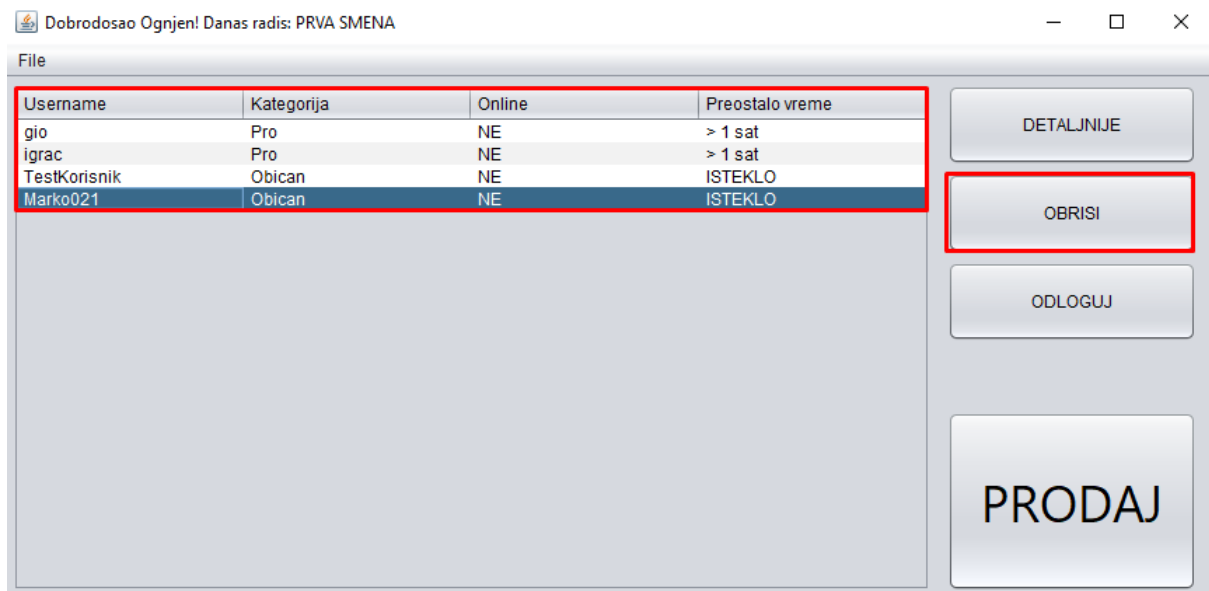 Dobrodosao Ognjen! Danas radis: PRVA SMENA
File
Username Kategorija Online Preostalo vreme
gio Pro NE > 1 sat
igrac Pro NE > 1 sat
TestKorisnik Obican NE ISTEKLO
Marko021 Obican NE ISTEKLO
DETALJNIJE
OBRISI
ODLOGUJ
PRODAJ